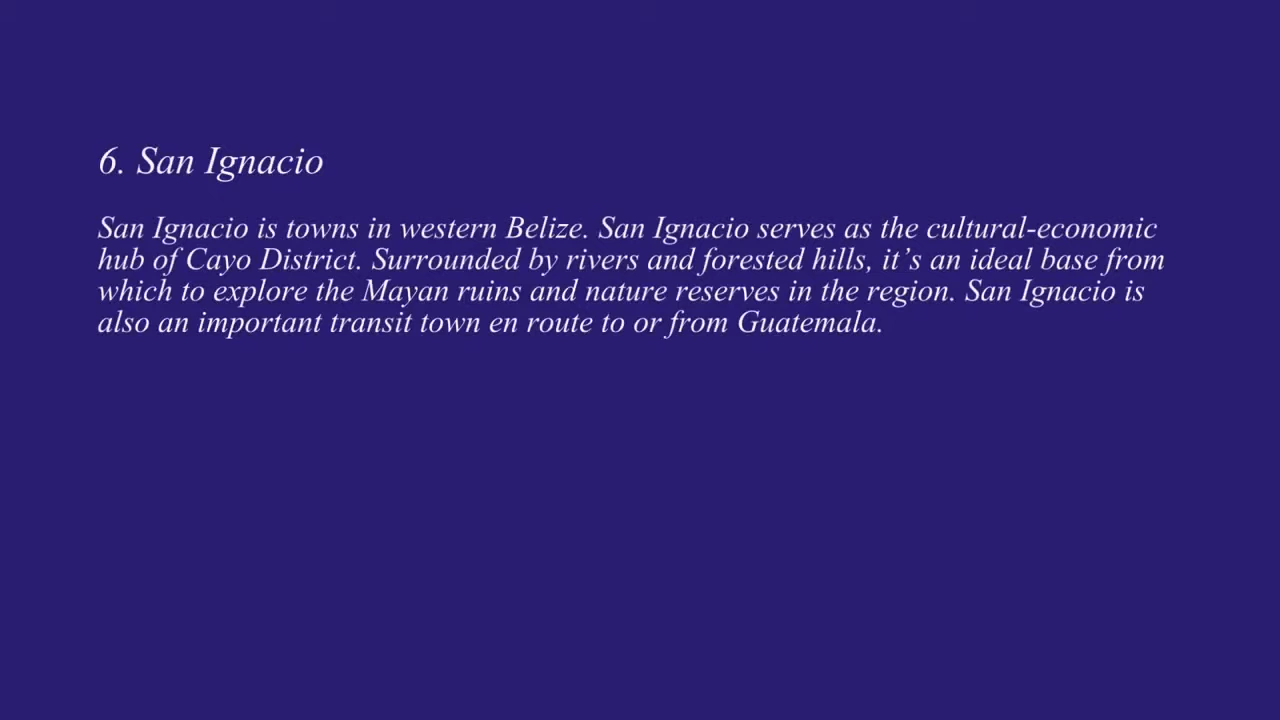 6. San Ignacio
San Ignacio is towns in western Belize. San Ignacio serves as the cultural-economic
hub of Cayo District. Surrounded by rivers and forested hills, it’s an ideal base from
which to explore the Mayan ruins and nature reserves in the region. San Ignacio is
also an important transit town en route to or from Guatemala.